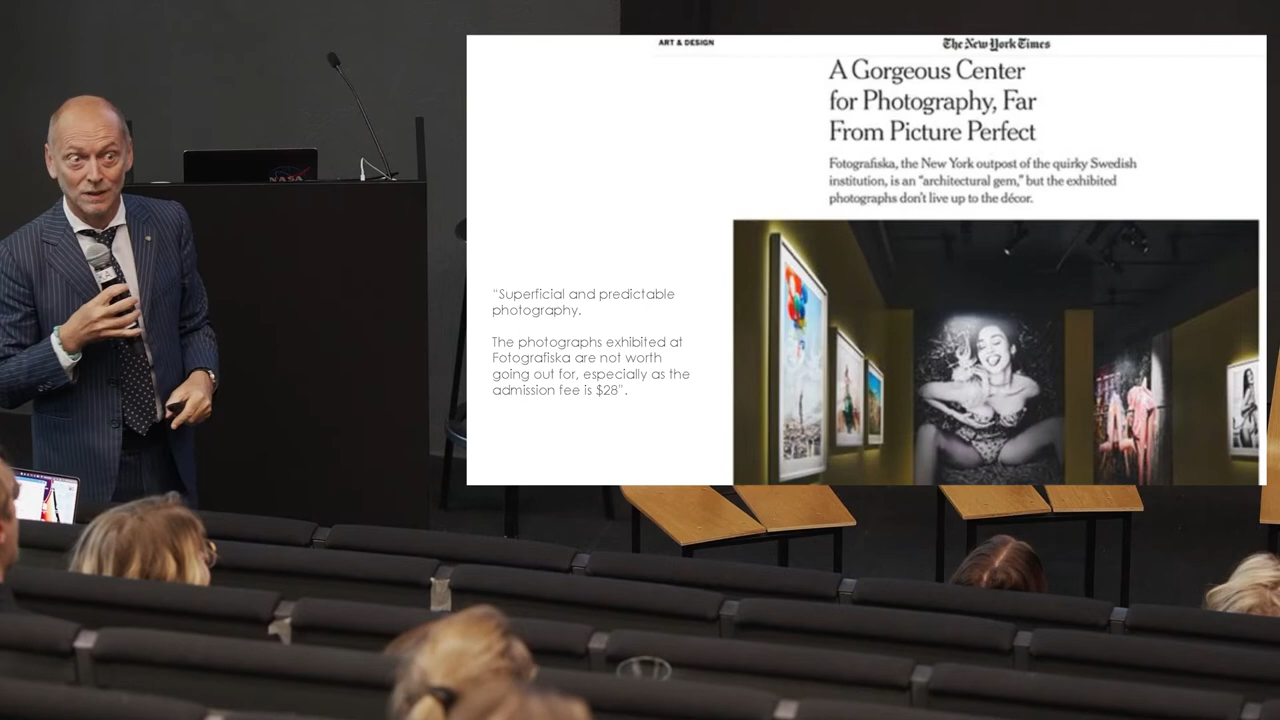 NASA
ART & DESIGN
The New York Times
A Gorgeous Center
for Photography, Far
From Picture Perfect
Fotografiska, the New York outpost of the quirky Swedish
institution, is an “architectural gem,” but the exhibited
photographs don’t live up to the décor.
“Superficial and predictable
photography.
The photographs exhibited at
Fotografiska are not worth
going out for, especially as the
admission fee is $28”.